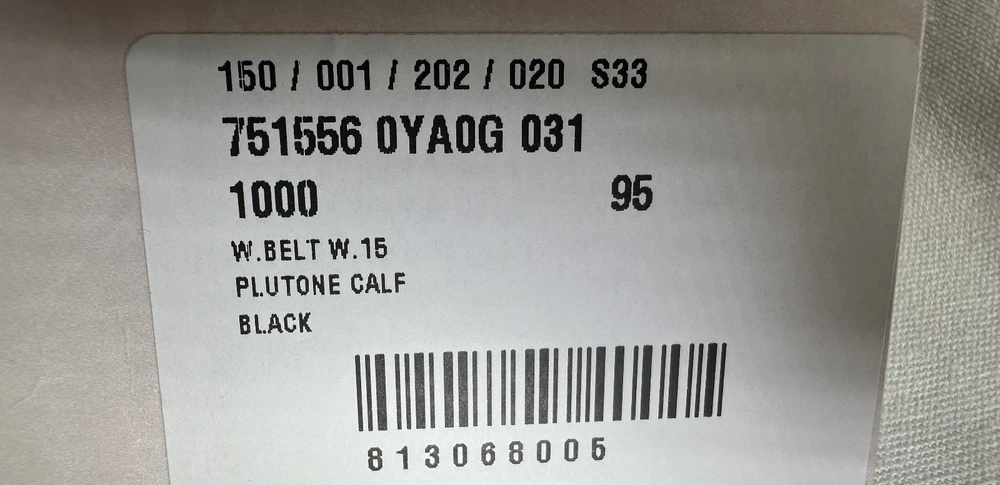 150 / 001 / 202 / 020 S33
751556 0YA0G 031
1000 95
W.BELT W.15
PLUTONE CALF
BLACK
813068005